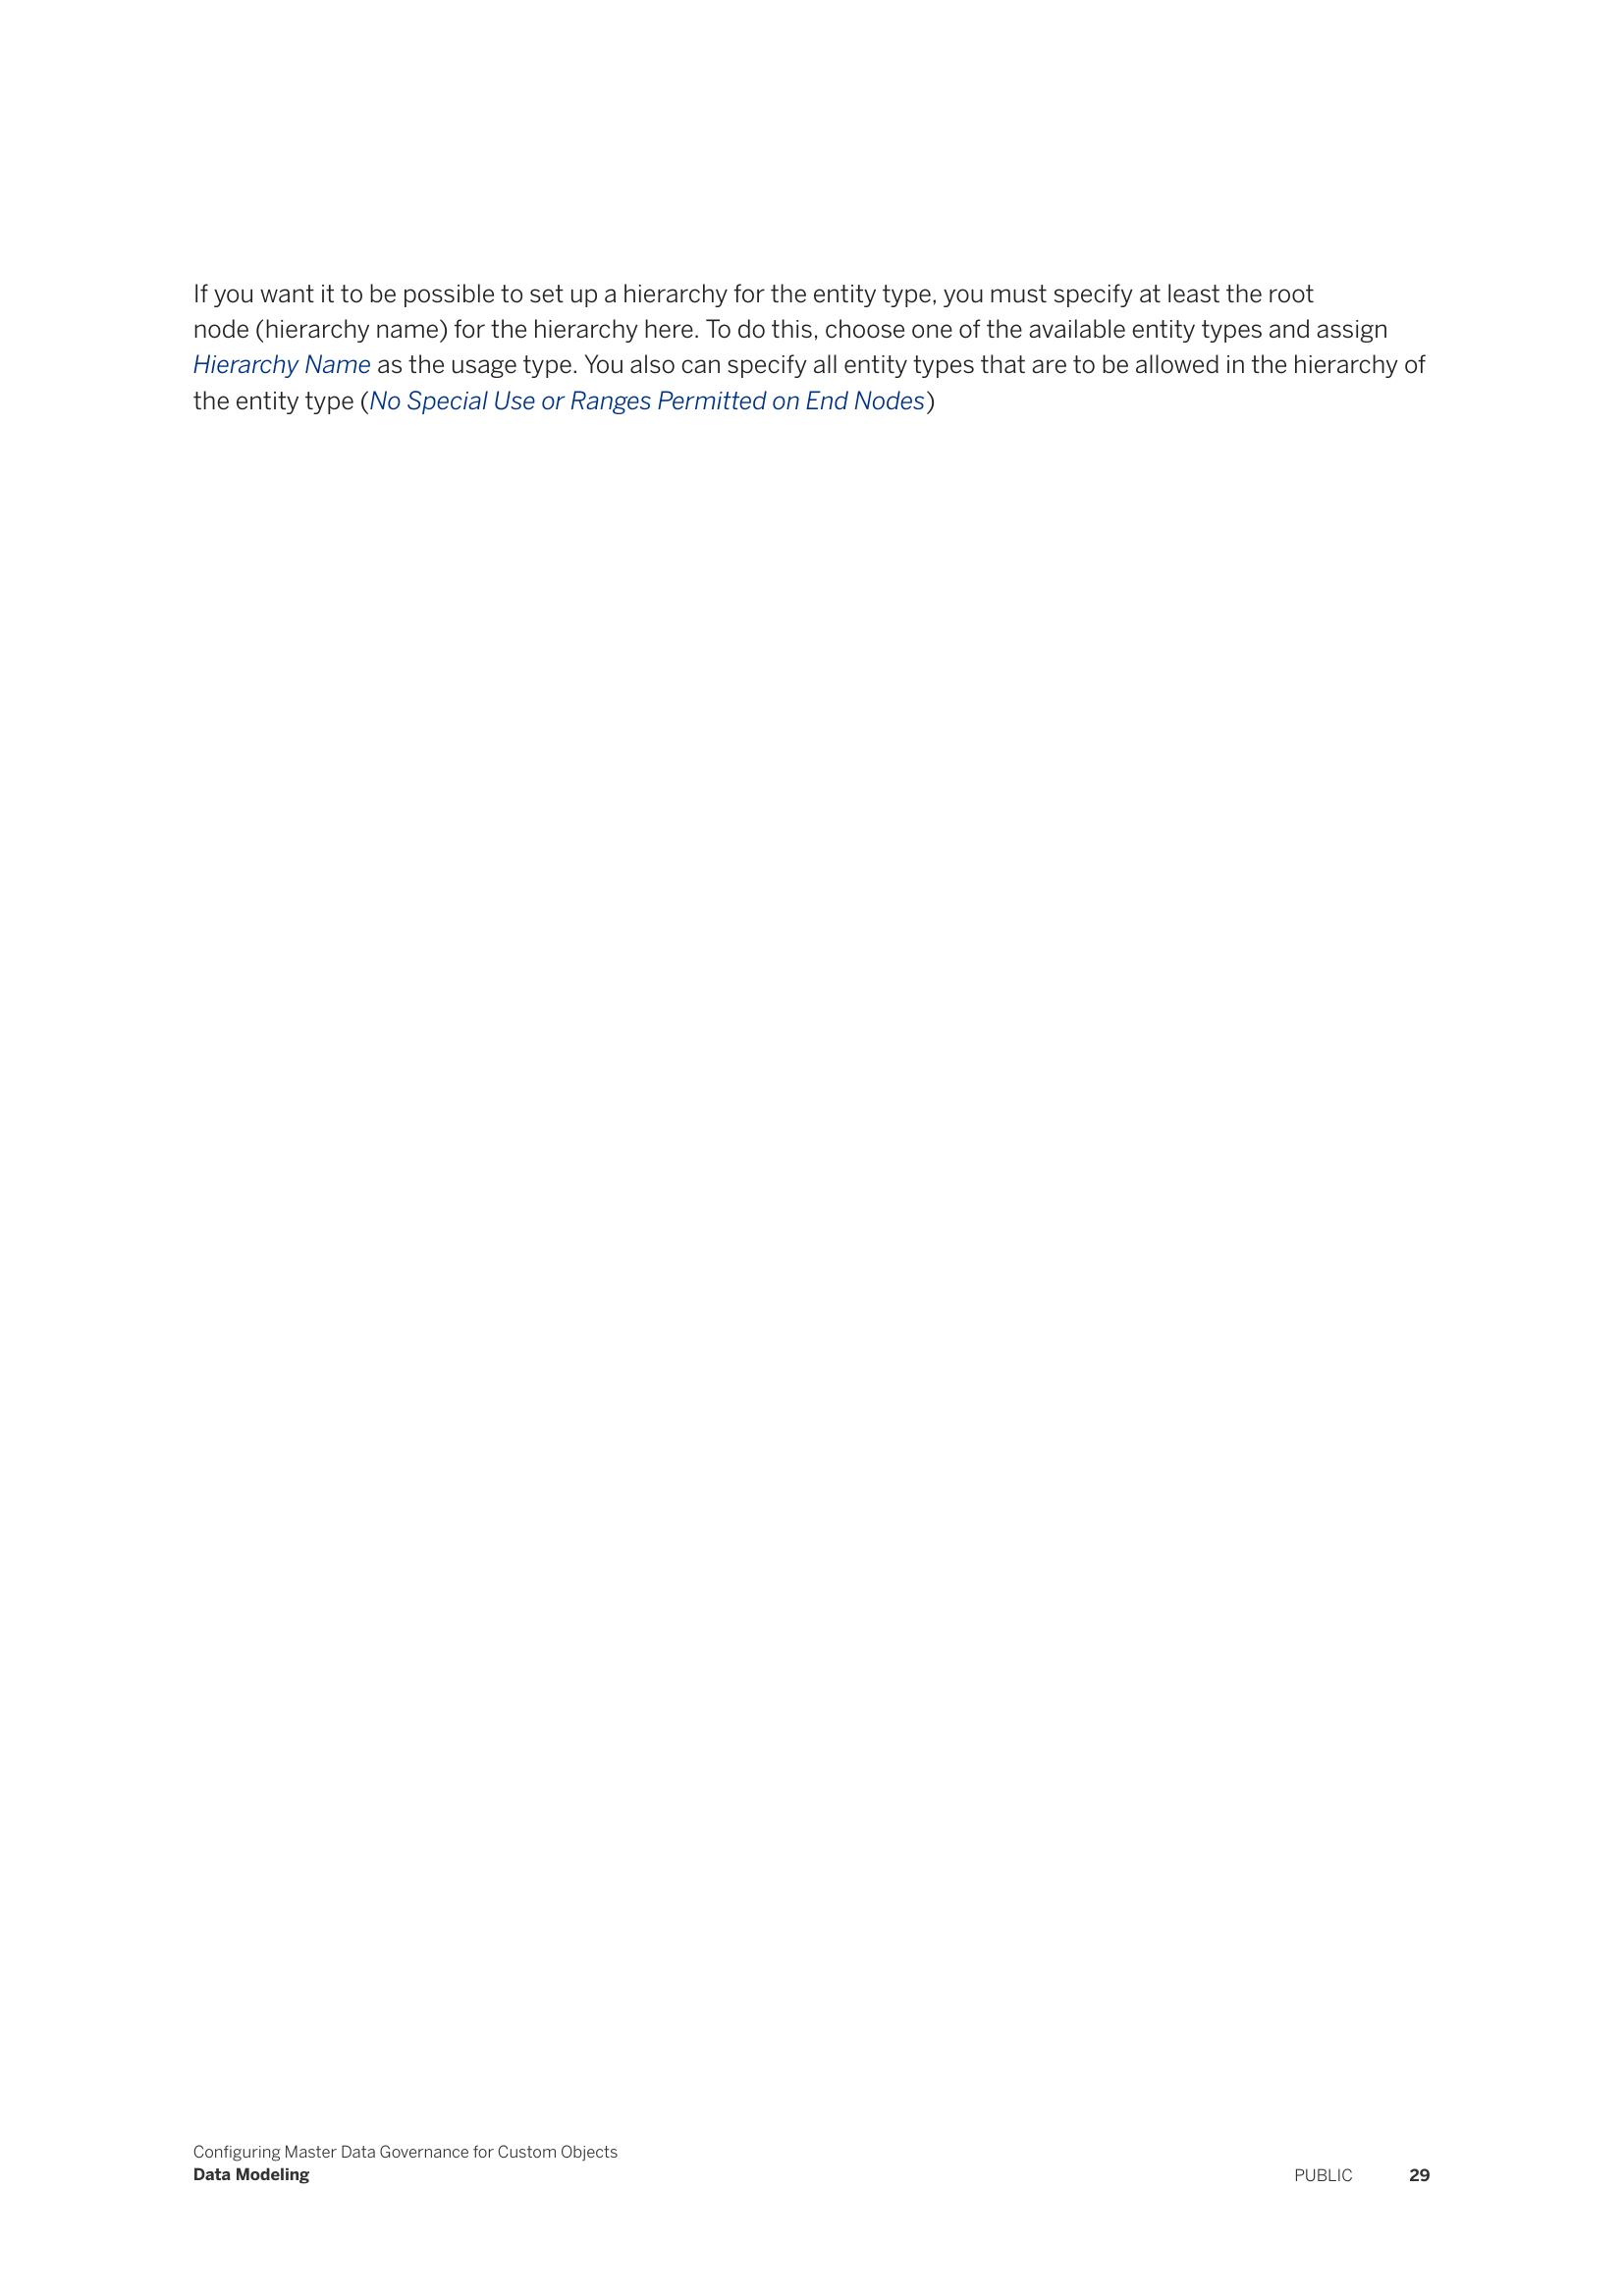 If you want it to be possible to set up a hierarchy for the entity type, you must specify at least the root
node (hierarchy name) for the hierarchy here. To do this, choose one of the available entity types and assign
Hierarchy Name as the usage type. You also can specify all entity types that are to be allowed in the hierarchy of
the entity type (No Special Use or Ranges Permitted on End Nodes)
Configuring Master Data Governance for Custom Objects
Data Modeling
PUBLIC 29